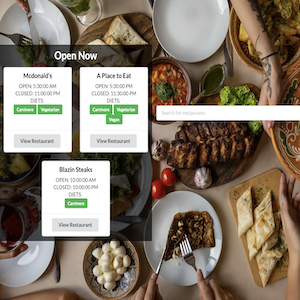 Open Now
Mcdonald's
OPEN: 5:30:00 AM
CLOSED: 11:00:00 PM
DIETS:
Carnivore Vegetarian
View Restaurant
A Place to Eat
OPEN: 5:30:00 PM
CLOSED: 11:30:00 PM
DIETS:
Carnivore Vegetarian
Vegan
View Restaurant
Blazin Steaks
OPEN: 10:00:00 AM
CLOSED: 10:00:00 PM
DIETS:
Carnivore
View Restaurant
Search for restaurants